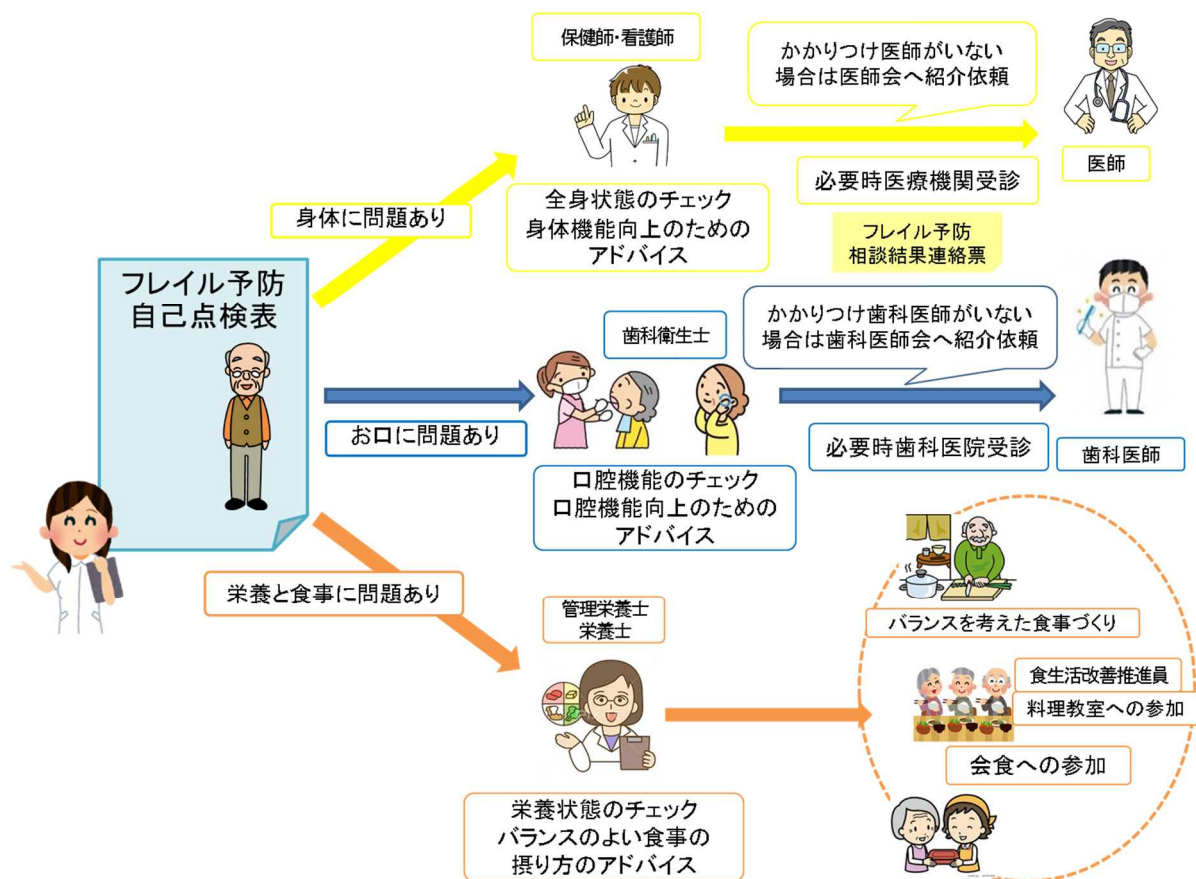 フレイル予防
自己点検表
身体に問題あり
保健師・看護師
全身状態のチェック
身体機能向上のための
アドバイス
かかりつけ医師がいない
場合は医師会へ紹介依頼
必要時医療機関受診
フレイル予防
相談結果連絡票
医師
お口に問題あり
歯科衛生士
口腔機能のチェック
口腔機能向上のための
アドバイス
かかりつけ歯科医師がいない
場合は歯科医師会へ紹介依頼
必要時歯科医院受診
歯科医師
栄養と食事に問題あり
管理栄養士
栄養士
栄養状態のチェック
バランスのよい食事の
摂り方のアドバイス
バランスを考えた食事づくり
食生活改善推進員
料理教室への参加
会食への参加